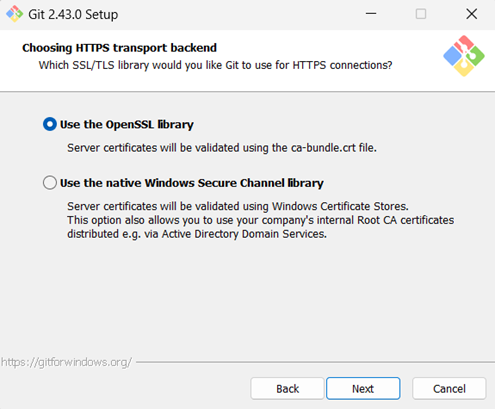 Git 2.43.0 Setup
Choosing HTTPS transport backend
Which SSL/TLS library would you like Git to use for HTTPS connections?
Use the OpenSSL library
Server certificates will be validated using the ca-bundle.crt file.
Use the native Windows Secure Channel library
Server certificates will be validated using Windows Certificate Stores.
This option also allows you to use your company's internal Root CA certificates
distributed e.g. via Active Directory Domain Services.
https://gitforwindows.org/
Back Next Cancel